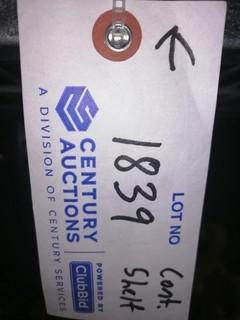 LOT NO
Cont.
Shelf
1839
CENTURY
AUCTIONS
A DIVISION OF CENTURY SERVICES
POWERED BY
ClubBid